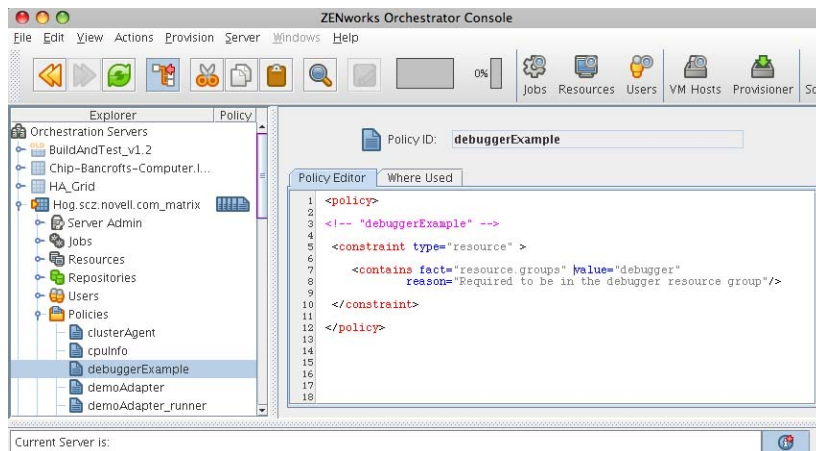 ZENworks Orchestrator Console
File Edit View Actions Provision Server Windows Help
0%
Jobs Resources Users VM Hosts Provisioner
Explorer Policy
Orchestration Servers
OLD BuildAndTest_v1.2
Chip-Bancrofts-Computer.l...
HA_Grid
Hog.scz.novell.com_matrix
Server Admin
Jobs
Resources
Repositories
Users
Policies
clusterAgent
cpuInfo
debuggerExample
demoAdapter
demoAdapter_runner
Policy ID: debuggerExample
Policy Editor Where Used
1 <policy>
2
3 <!-- "debuggerExample" -->
4
5 <constraint type="resource" >
6
7 <contains fact="resource.groups" value="debugger"
8 reason="Required to be in the debugger resource group"/>
9
10 </constraint>
11
12 </policy>
13
14
15
16
17
18
Current Server is: